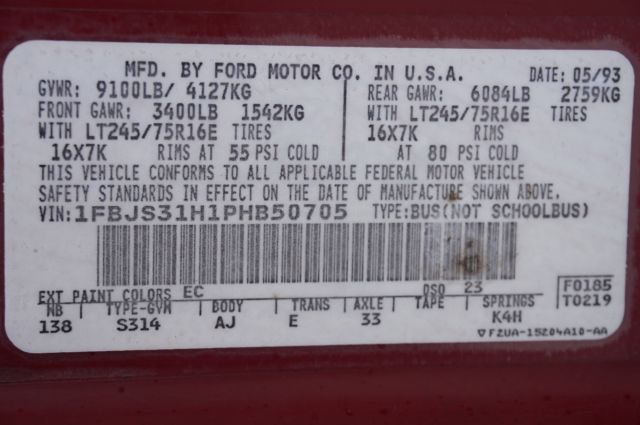 MFD. BY FORD MOTOR CO. IN U.S.A. DATE: 05/93
GVWR: 9100LB/ 4127KG
FRONT GAWR: 3400LB 1542KG REAR GAWR: 6084LB 2759KG
WITH LT245/75R16E TIRES WITH LT245/75R16E TIRES
16X7K RIMS AT 55 PSI COLD 16X7K RIMS AT 80 PSI COLD
THIS VEHICLE CONFORMS TO ALL APPLICABLE FEDERAL MOTOR VEHICLE
SAFETY STANDARDS IN EFFECT ON THE DATE OF MANUFACTURE SHOWN ABOVE.
VIN: 1FBJS31H1PHB50705 TYPE: BUS(NOT SCHOOLBUS)
EXT PAINT COLORS EC DSO 23 F0185
WB TYPE-GVM BODY TRANS AXLE TAPE SPRINGS T0219
138 S314 AJ E 33 K4H
F2UA-15204A10-AA